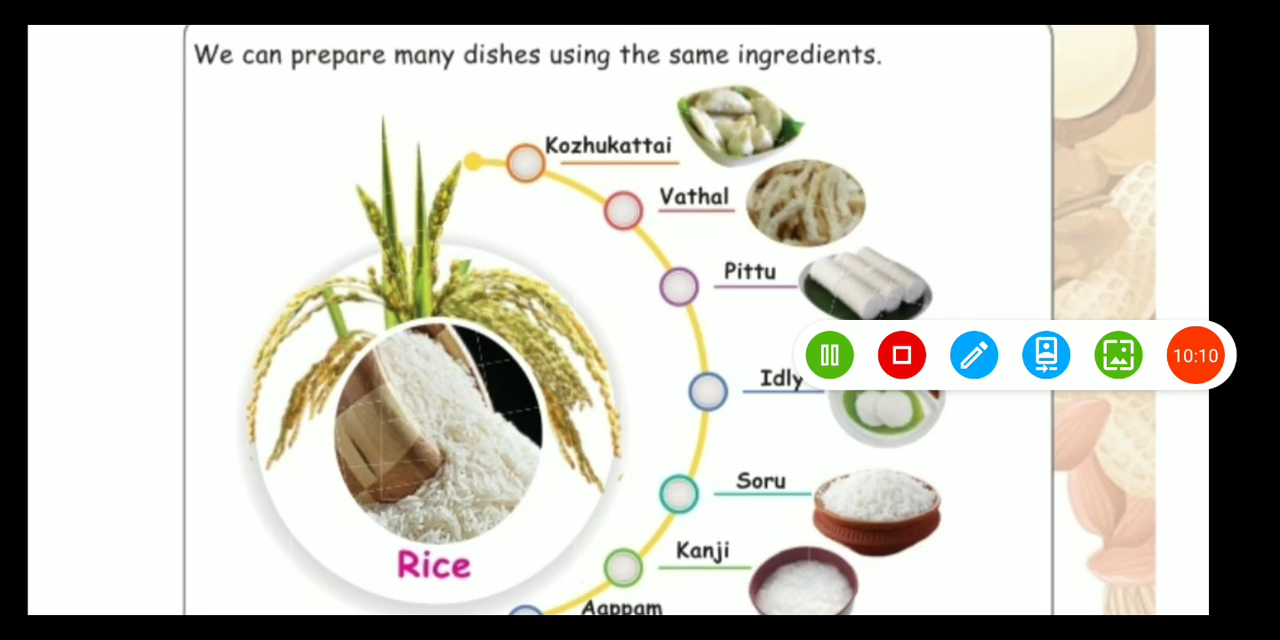 We can prepare many dishes using the same ingredients.
Kozhukattai
Vathal
Pittu
10:10
Idly
Soru
Kanji
Rice
Aappam